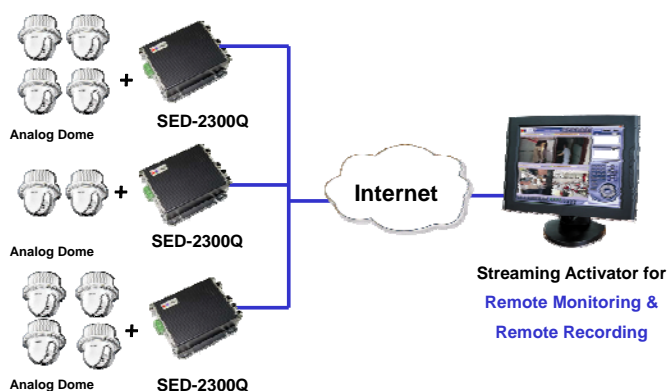 +
Analog Dome
SED-2300Q
+
Analog Dome
SED-2300Q
+
Analog Dome
SED-2300Q
Internet
Streaming Activator for
Remote Monitoring &
Remote Recording